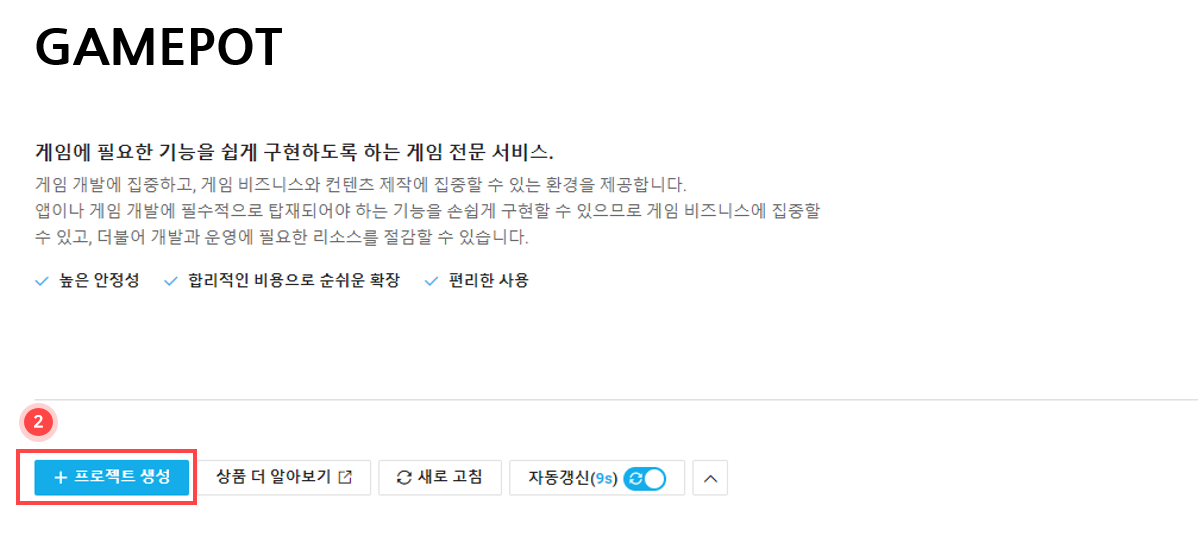 GAMEPOT
게임에 필요한 기능을 쉽게 구현하도록 하는 게임 전문 서비스.
게임 개발에 집중하고, 게임 비즈니스와 컨텐츠 제작에 집중할 수 있는 환경을 제공합니다.
앱이나 게임 개발에 필수적으로 탑재되어야 하는 기능을 손쉽게 구현할 수 있으므로 게임 비즈니스에 집중할
수 있고, 더불어 개발과 운영에 필요한 리소스를 절감할 수 있습니다.
높은 안정성 합리적인 비용으로 순쉬운 확장 편리한 사용
2
+ 프로젝트 생성 상품 더 알아보기 새로 고침 자동갱신(9s)